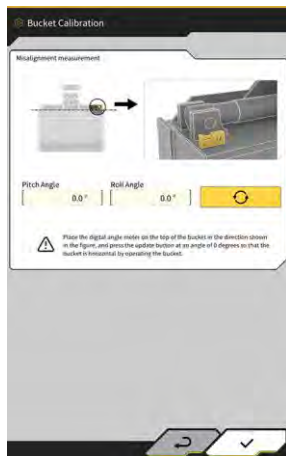 Bucket Calibration
Misalignment measurement
Pitch Angle Roll Angle
[ 0.0 ° ] [ 0.0 ° ]
Place the digital angle meter on the top of the bucket in the direction shown
in the figure, and press the update button at an angle of 0 degrees so that the
bucket is horizontal by operating the bucket.